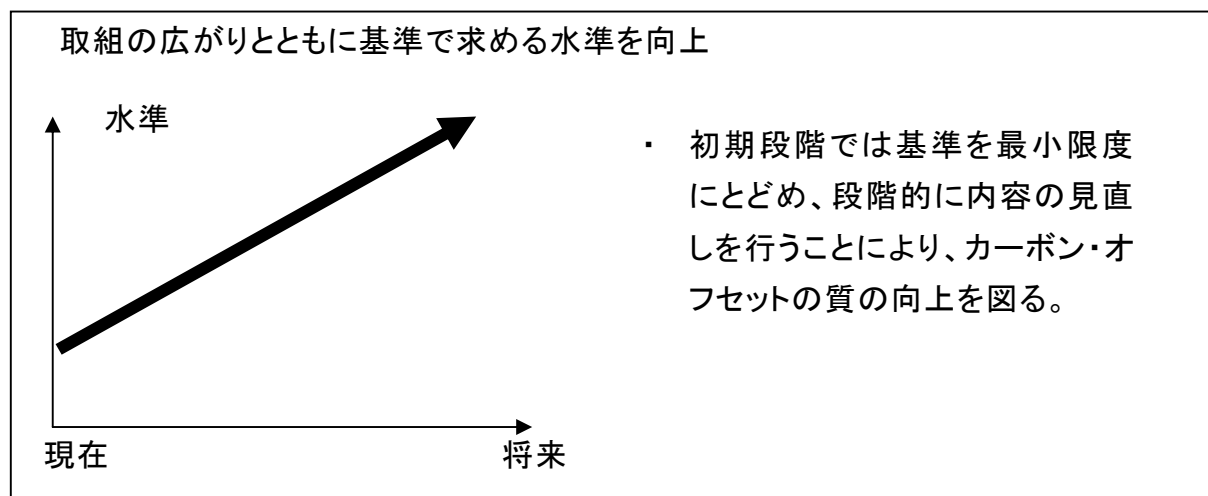 取組の広がりとともに基準で求める水準を向上
水準
・ 初期段階では基準を最小限度
にとどめ、段階的に内容の見直
しを行うことにより、カーボン・オ
フセットの質の向上を図る。
現在
将来